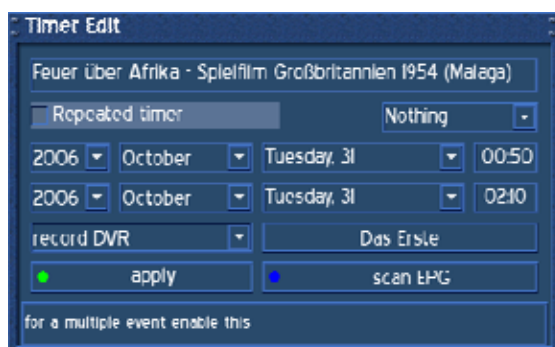 Timer Edit
Feuer über Afrika - Spielfilm Großbritannien 1954 (Malaga)
Repeated timer Nothing
2006 October Tuesday, 31 00:50
2006 October Tuesday, 31 02:10
record DVR Das Erste
apply scan EPG
for a multiple event enable this